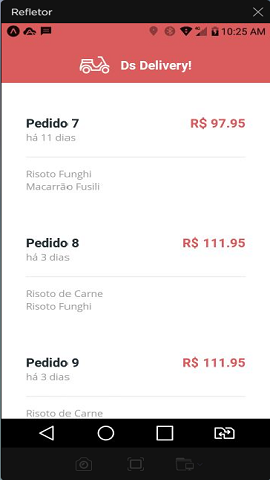 Refletor
10:25 AM
Ds Delivery!
Pedido 7
R$ 97.95
há 11 dias
Risoto Funghi
Macarrão Fusili
Pedido 8
R$ 111.95
há 3 dias
Risoto de Carne
Risoto Funghi
Pedido 9
R$ 111.95
há 3 dias
Risoto de Carne